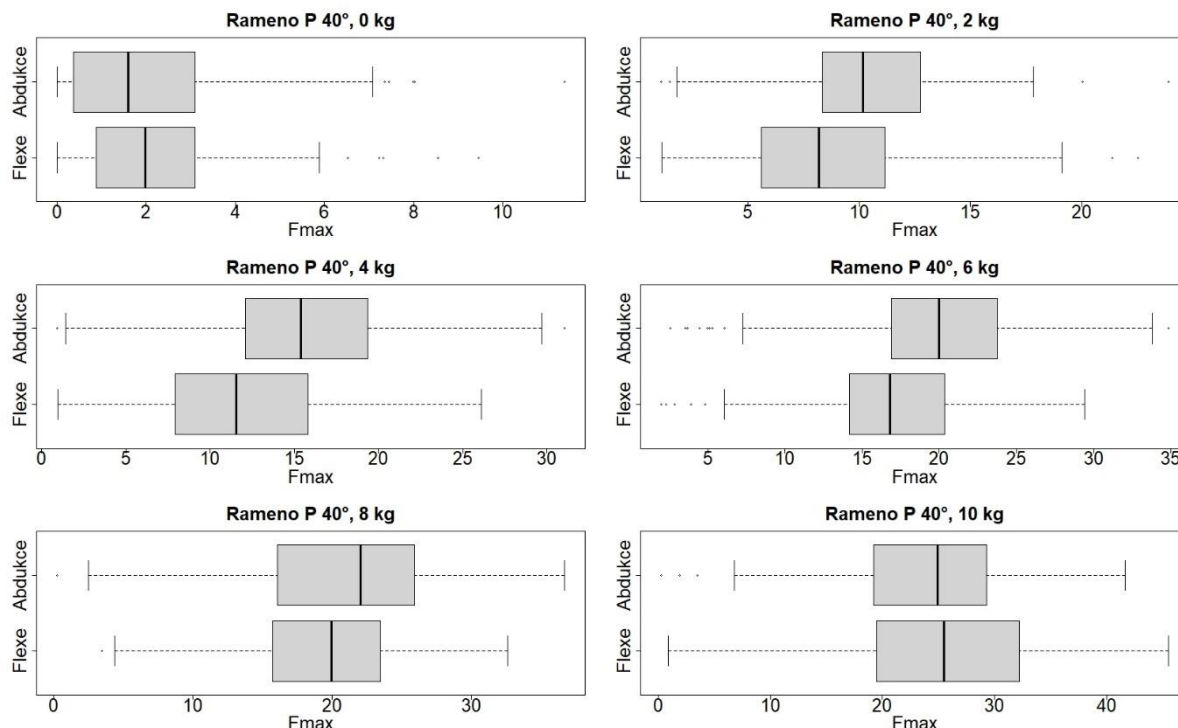 Rameno P 40°, 0 kg
Abdukce
Flexe
0 2 4 6 8 10
Fmax
Rameno P 40°, 2 kg
Abdukce
Flexe
5 10 15 20
Fmax
Rameno P 40°, 4 kg
Abdukce
Flexe
0 5 10 15 20 25 30
Fmax
Rameno P 40°, 6 kg
Abdukce
Flexe
5 10 15 20 25 30 35
Fmax
Rameno P 40°, 8 kg
Abdukce
Flexe
0 10 20 30
Fmax
Rameno P 40°, 10 kg
Abdukce
Flexe
0 10 20 30 40
Fmax